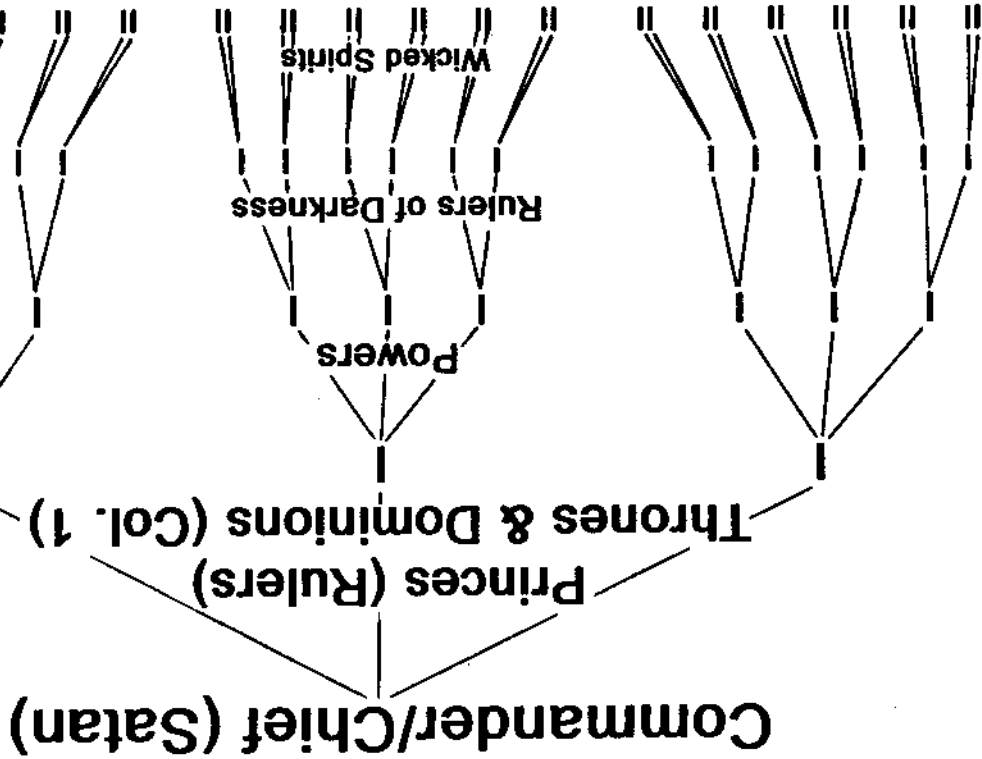 Commander/Chief (Satan)
Princes (Rulers)
Thrones & Dominions (Col. 1)
Powers
Rulers of Darkness
Wicked Spirits